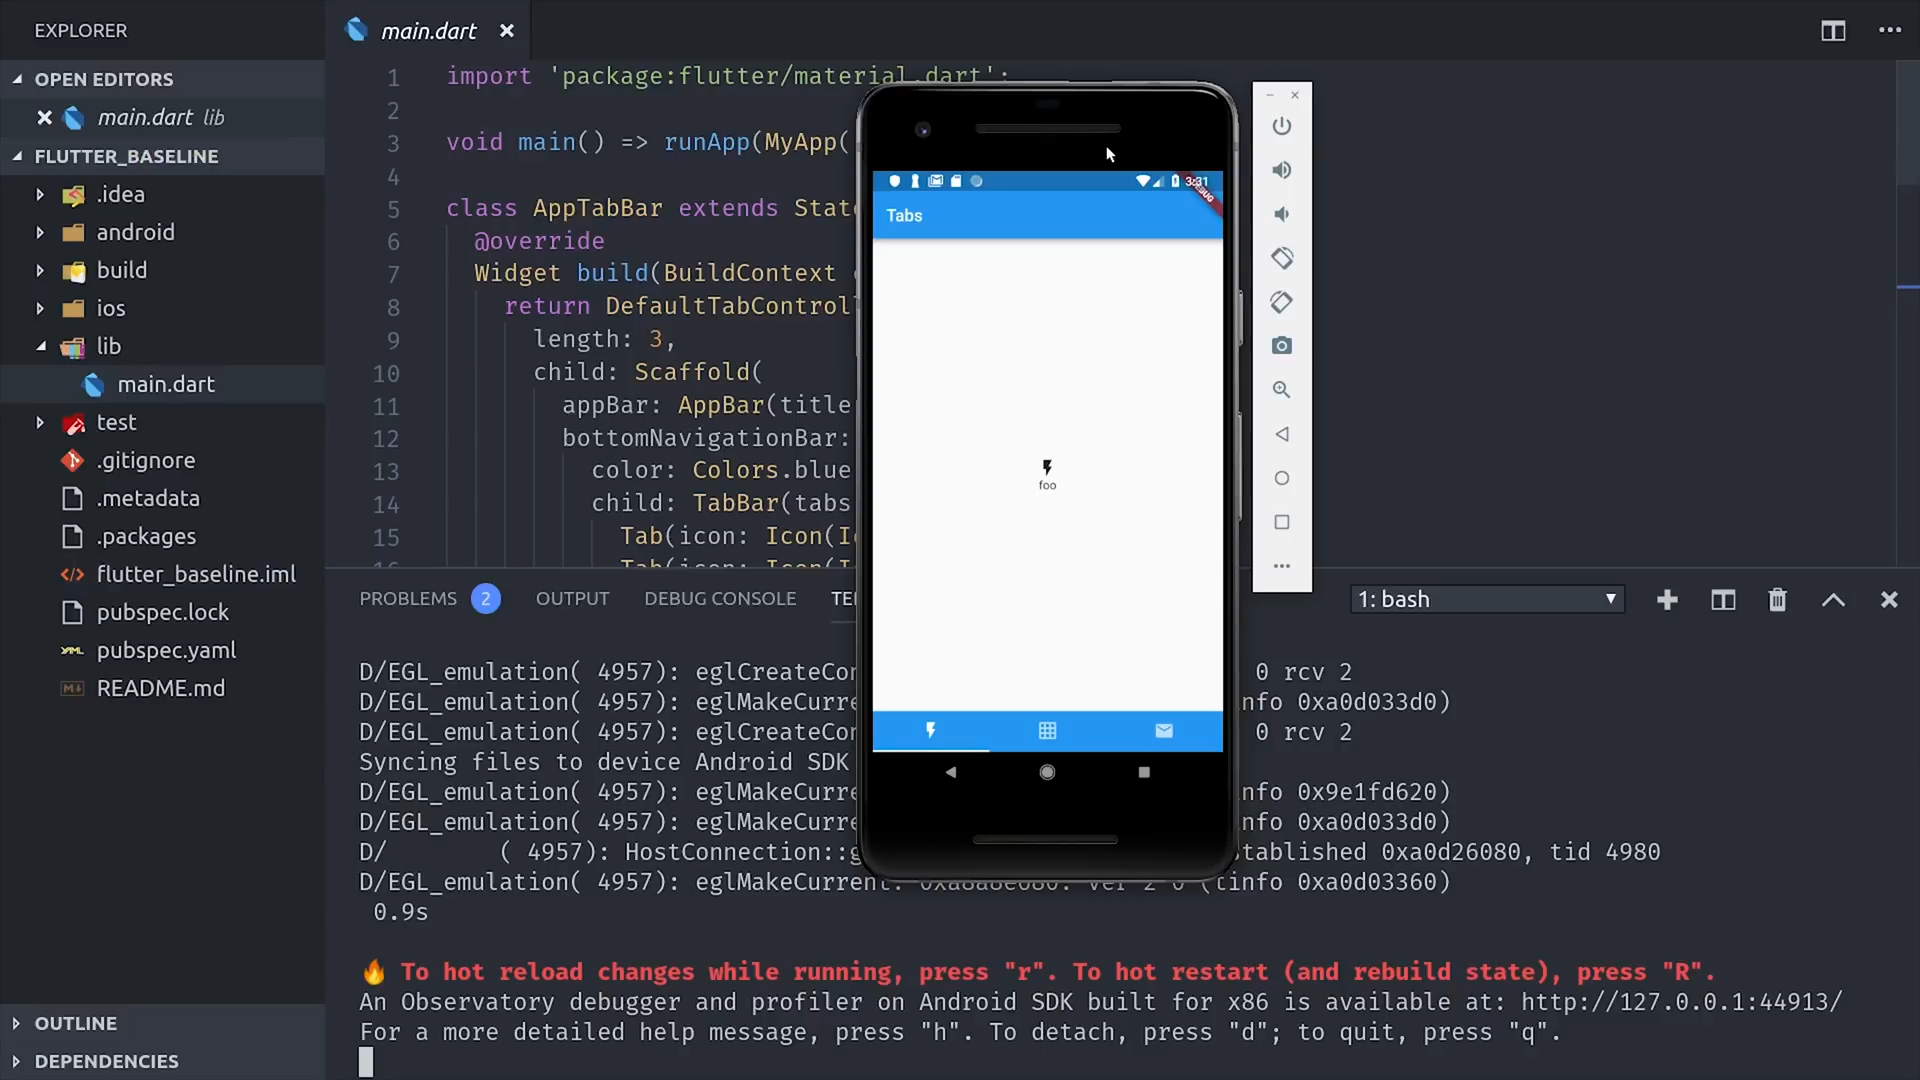 EXPLORER
OPEN EDITORS
main.dart lib
FLUTTER_BASELINE
.idea
android
build
ios
lib
main.dart
test
.gitignore
.metadata
.packages
flutter_baseline.iml
pubspec.lock
pubspec.yaml
README.md
OUTLINE
DEPENDENCIES
main.dart
1 import 'package:flutter/material.dart';
2
3 void main() => runApp(MyApp(
4
5 class AppTabBar extends State
6 @override
7 Widget build(BuildContext
8 return DefaultTabControl
9 length: 3,
10 child: Scaffold(
11 appBar: AppBar(title
12 bottomNavigationBar:
13 color: Colors.blue
14 child: TabBar(tabs
15 Tab(icon: Icon(I
Tab(icon: Icon(I
3:31
Tabs
foo
PROBLEMS 2 OUTPUT DEBUG CONSOLE TE 1: bash
D/EGL_emulation( 4957): eglCreateCo 0 rcv 2
D/EGL_emulation( 4957): eglMakeCurre info 0xa0d033d0)
D/EGL_emulation( 4957): eglCreateCo 0 rcv 2
Syncing files to device Android SDK
D/EGL_emulation( 4957): eglMakeCurre info 0x9e1fd620)
D/EGL_emulation( 4957): eglMakeCurre info 0xa0d033d0)
D/ ( 4957): HostConnection::g tablished 0xa0d26080, tid 4980
D/EGL_emulation( 4957): eglMakeCurrent: 0xa8a8e080: ver 2 0 (tinfo 0xa0d03360)
0.9s
🔥 To hot reload changes while running, press "r". To hot restart (and rebuild state), press "R".
An Observatory debugger and profiler on Android SDK built for x86 is available at: http://127.0.0.1:44913/
For a more detailed help message, press "h". To detach, press "d"; to quit, press "q".